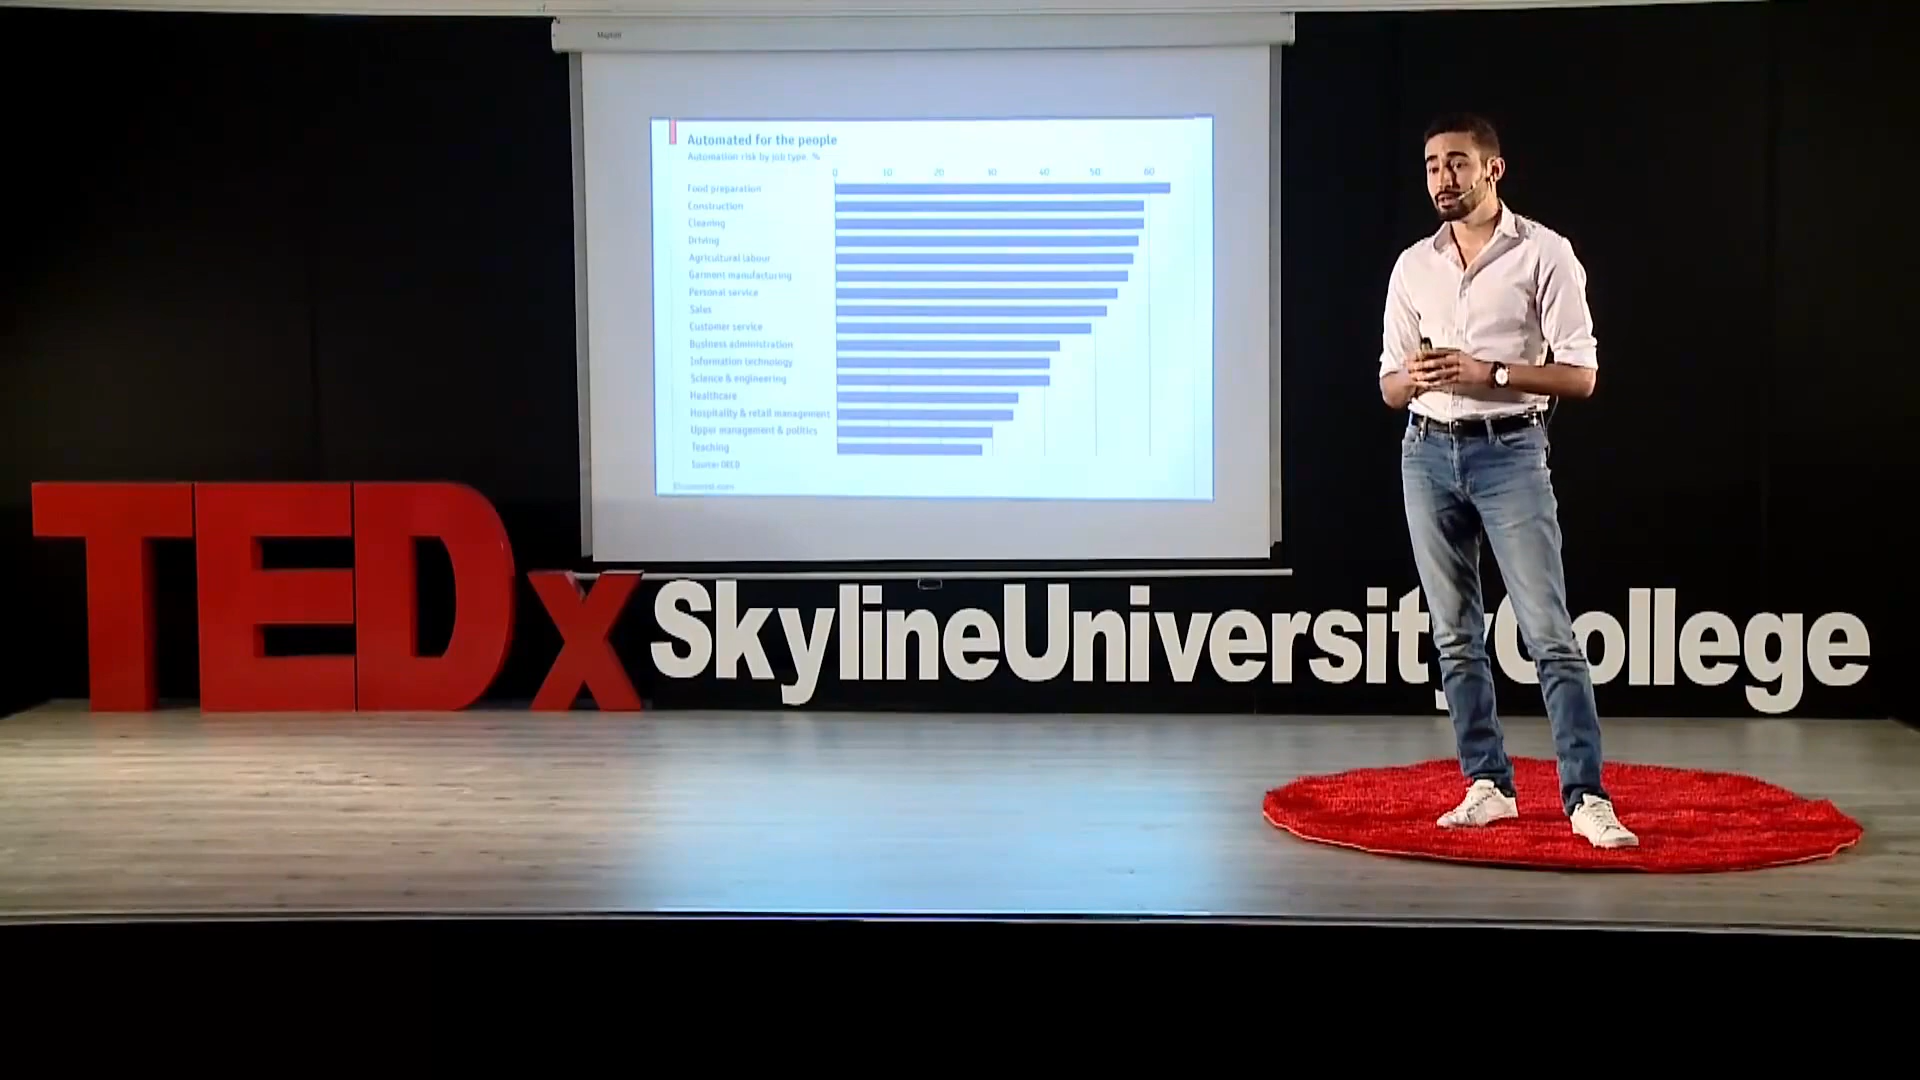 Automated for the people
Automation risk by job type, %
0 10 20 30 40 50 60
Food preparation
Construction
Cleaning
Driving
Agricultural labour
Garment manufacturing
Personal service
Sales
Customer service
Business administration
Information technology
Science & engineering
Healthcare
Hospitality & retail management
Upper management & politics
Teaching
Source: OECD
TEDx SkylineUniversityCollege